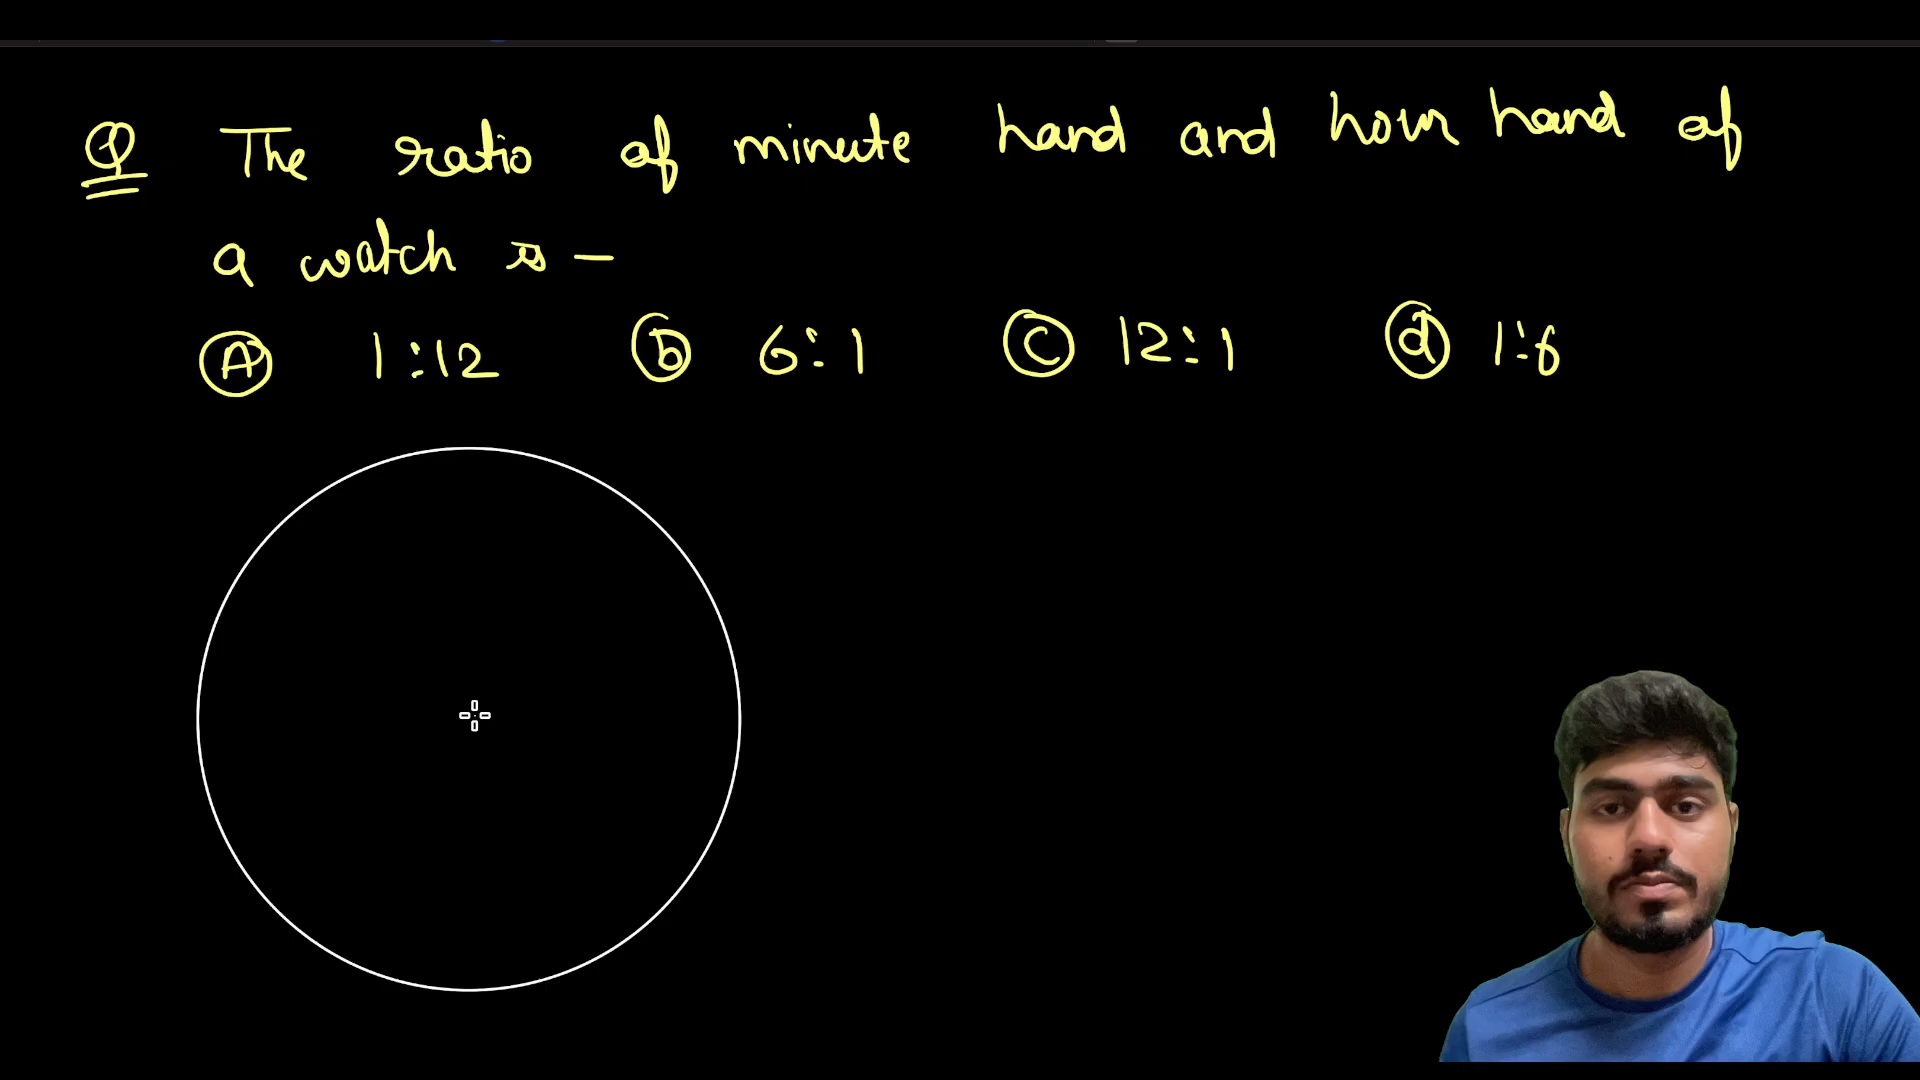 Q The ratio of minute hand and hour hand of
a watch is -
A 1:12 b 6:1 c 12:1 d 1:6